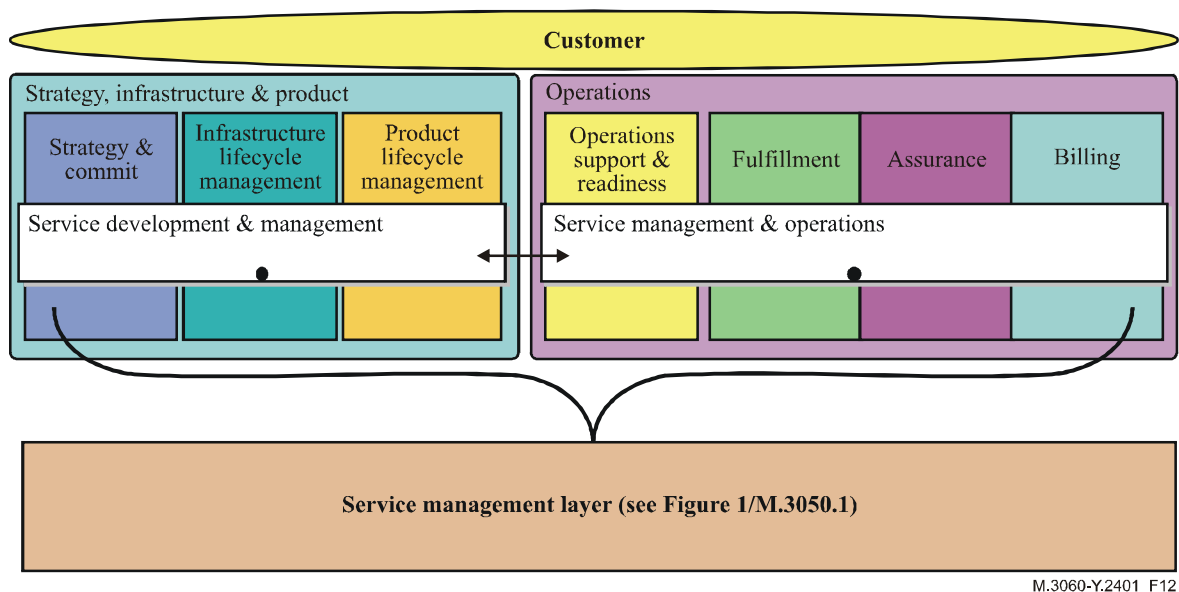 Customer
Strategy, infrastructure & product
Operations
Strategy &
commit
Infrastructure
lifecycle
management
Product
lifecycle
management
Operations
support &
readiness
Fulfillment
Assurance
Billing
Service development & management
Service management & operations
Service management layer (see Figure 1/M.3050.1)
M.3060-Y.2401 F12